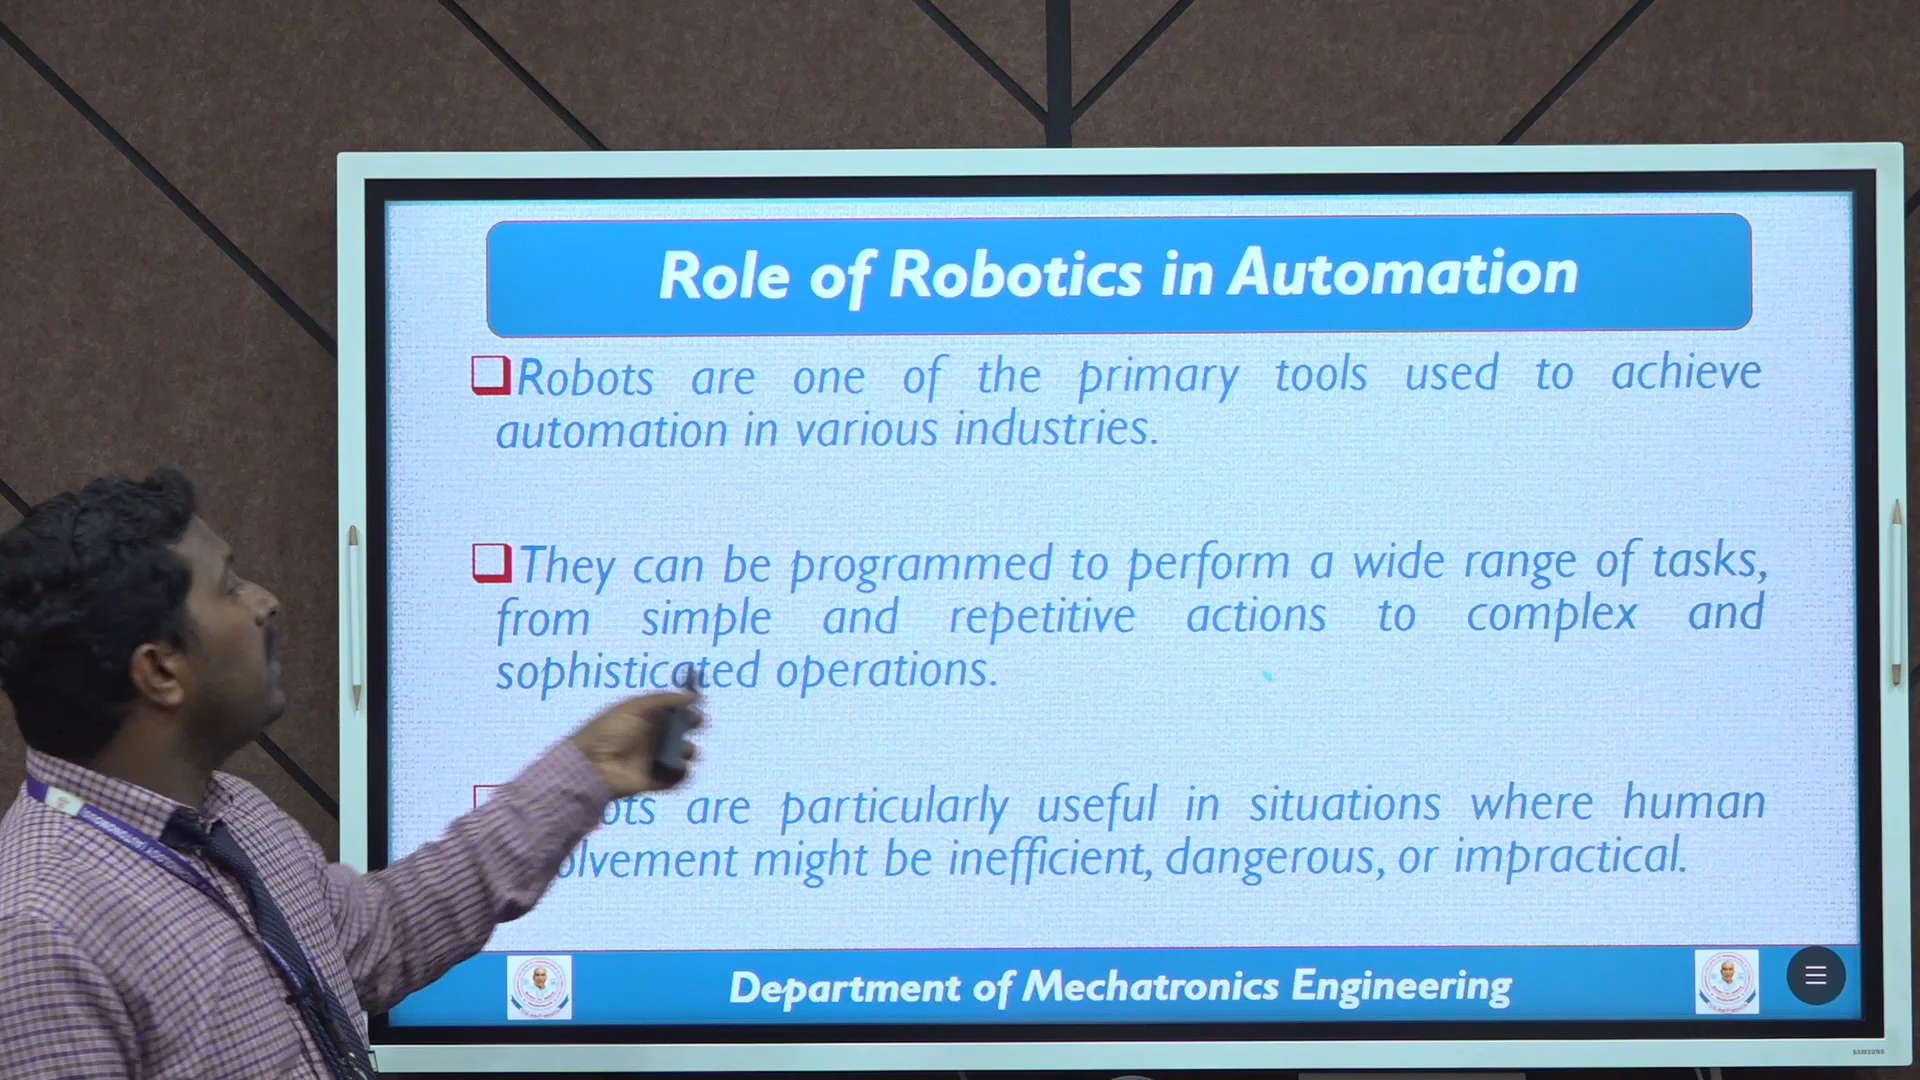 Role of Robotics in Automation
Robots are one of the primary tools used to achieve
automation in various industries.
They can be programmed to perform a wide range of tasks,
from simple and repetitive actions to complex and
sophisticated operations.
are particularly useful in situations where human
might be inefficient, dangerous, or impractical.
Department of Mechatronics Engineering
SAMSUNG